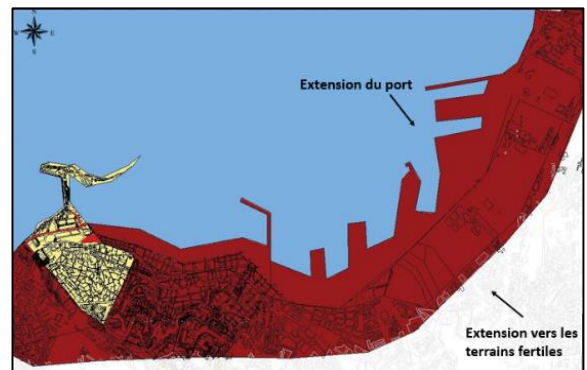 N
W E
S
Extension du port
Extension vers les
terrains fertiles